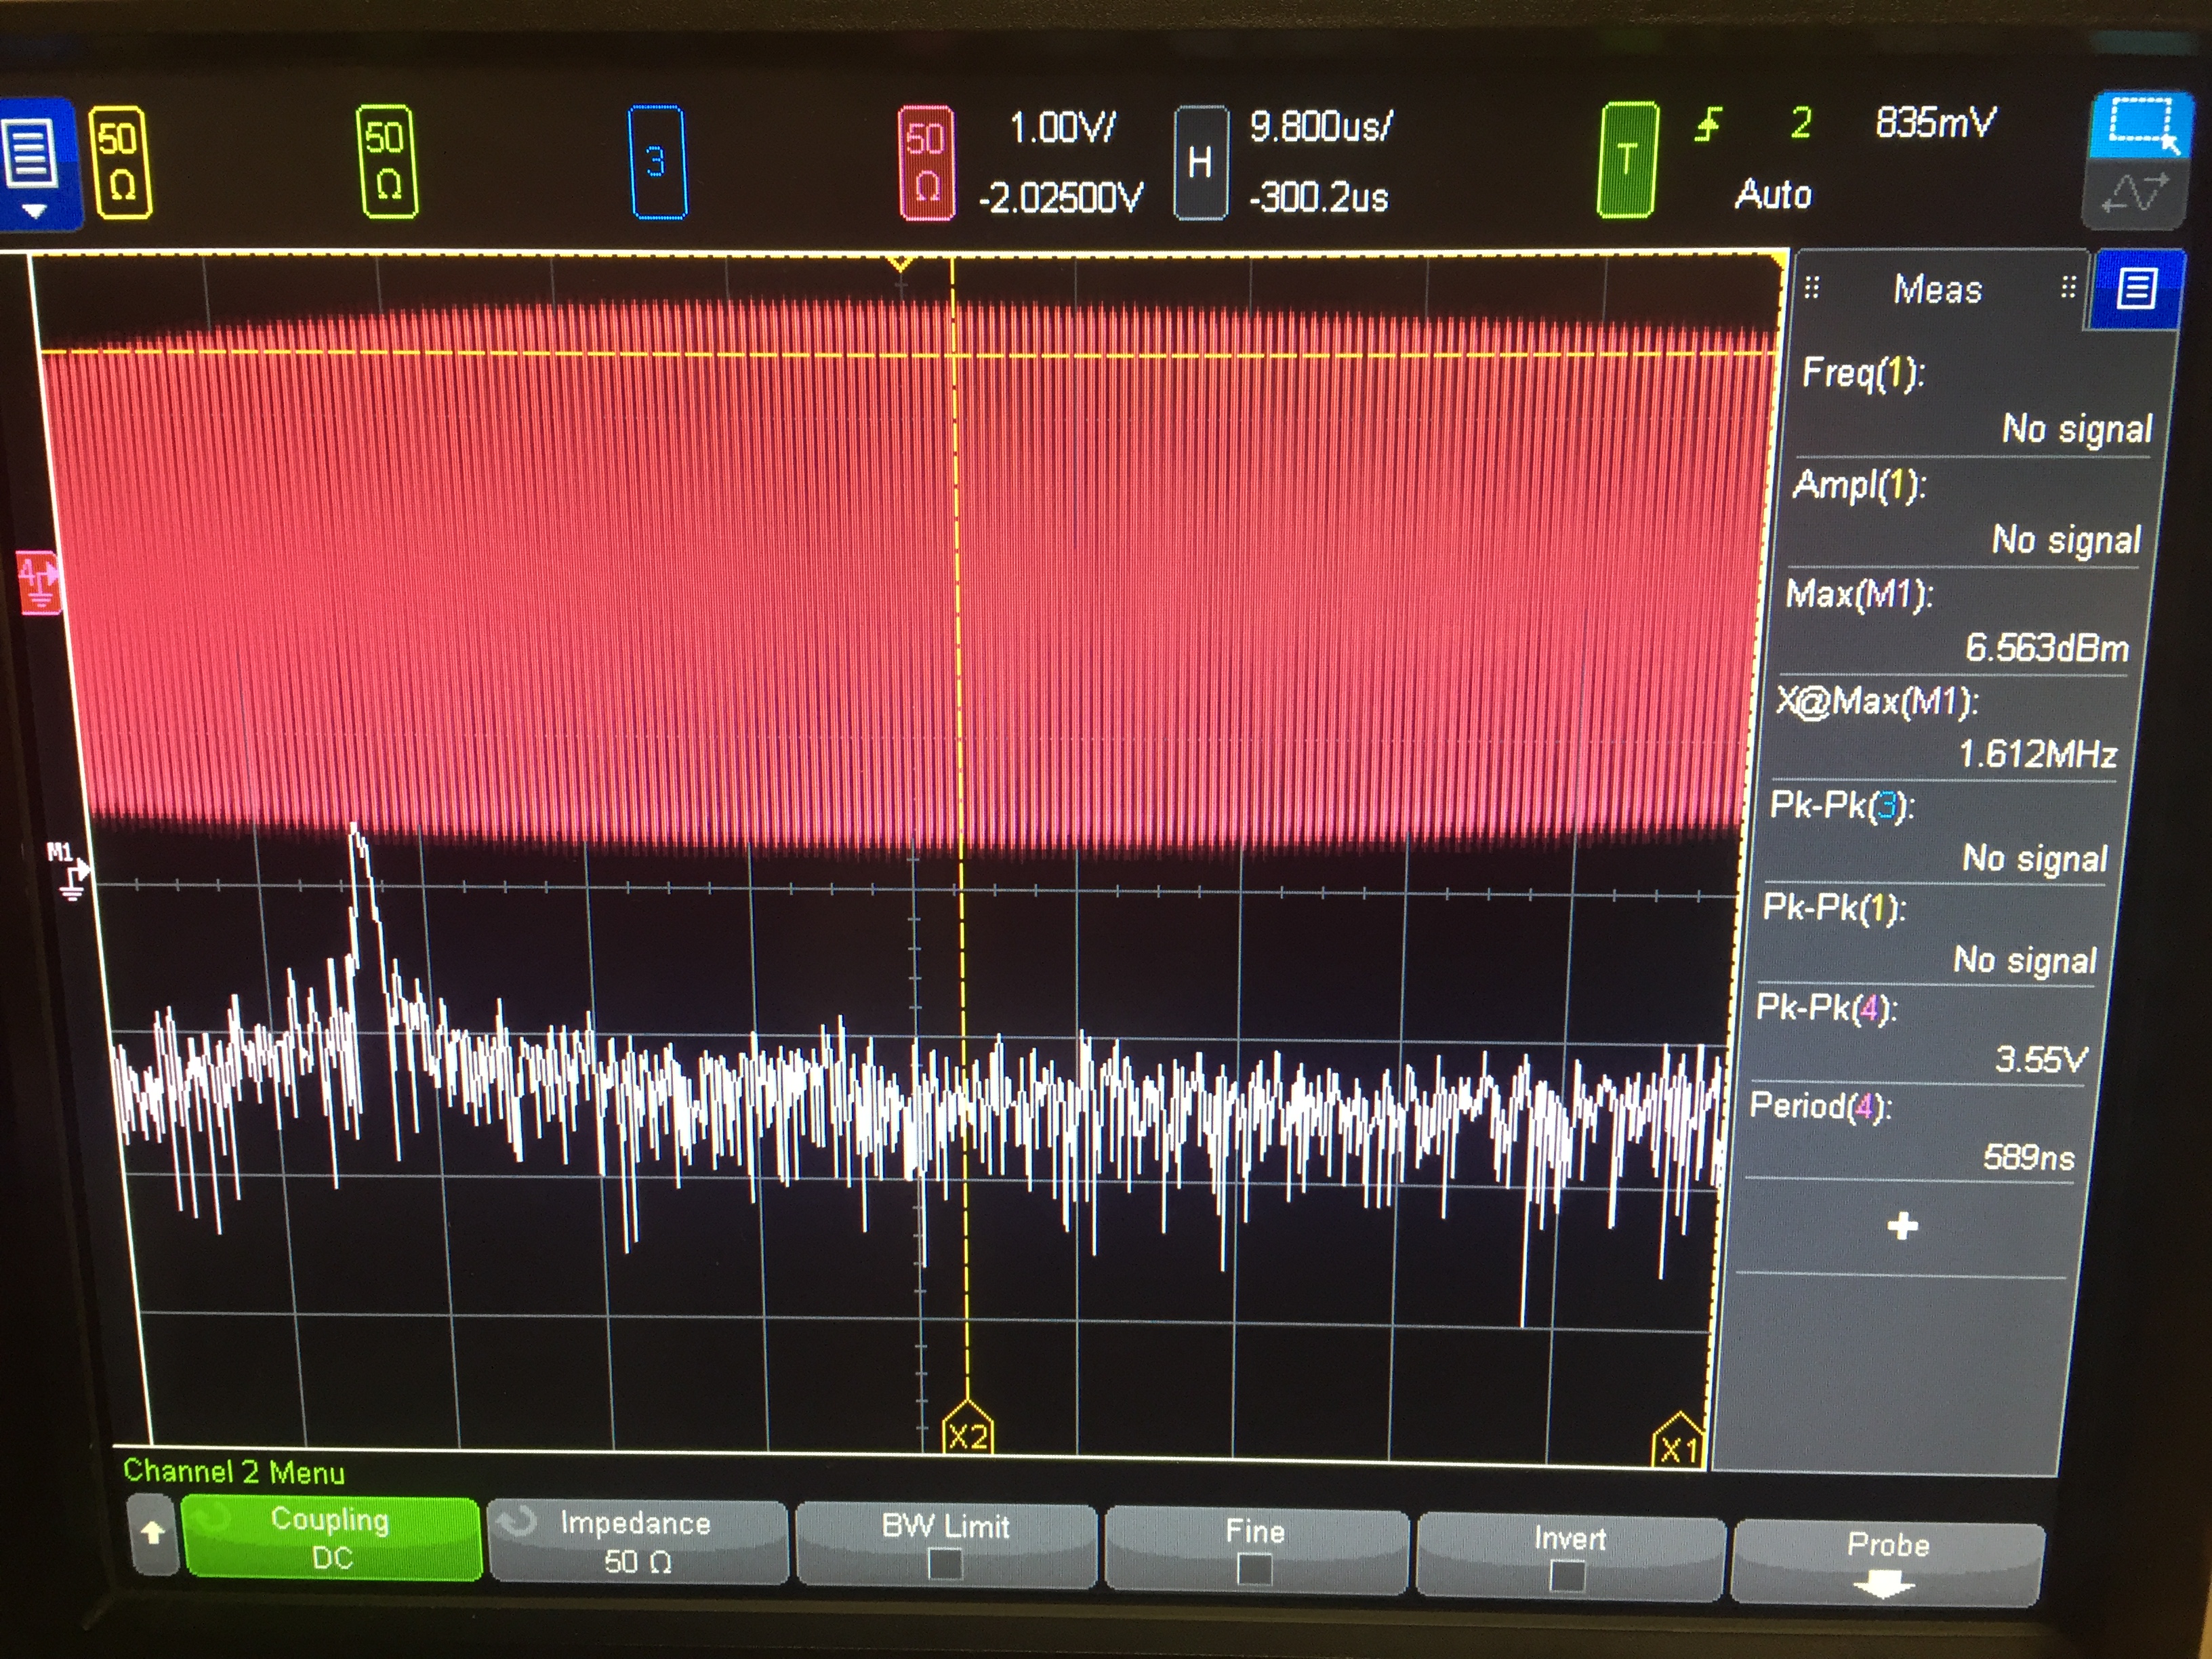 50
Ω
50
Ω
3
50
Ω
1.00V/
-2.02500V
H
9.800us/
-300.2us
T
2
835mV
Auto
Meas
Freq(1):
No signal
Ampl(1):
No signal
Max(M1):
6.563dBm
X@Max(M1):
1.612MHz
Pk-Pk(3):
No signal
Pk-Pk(1):
No signal
Pk-Pk(4):
3.55V
Period(4):
589ns
+
4
M1
X2
X1
Channel 2 Menu
Coupling
DC
Impedance
50 Ω
BW Limit
Fine
Invert
Probe